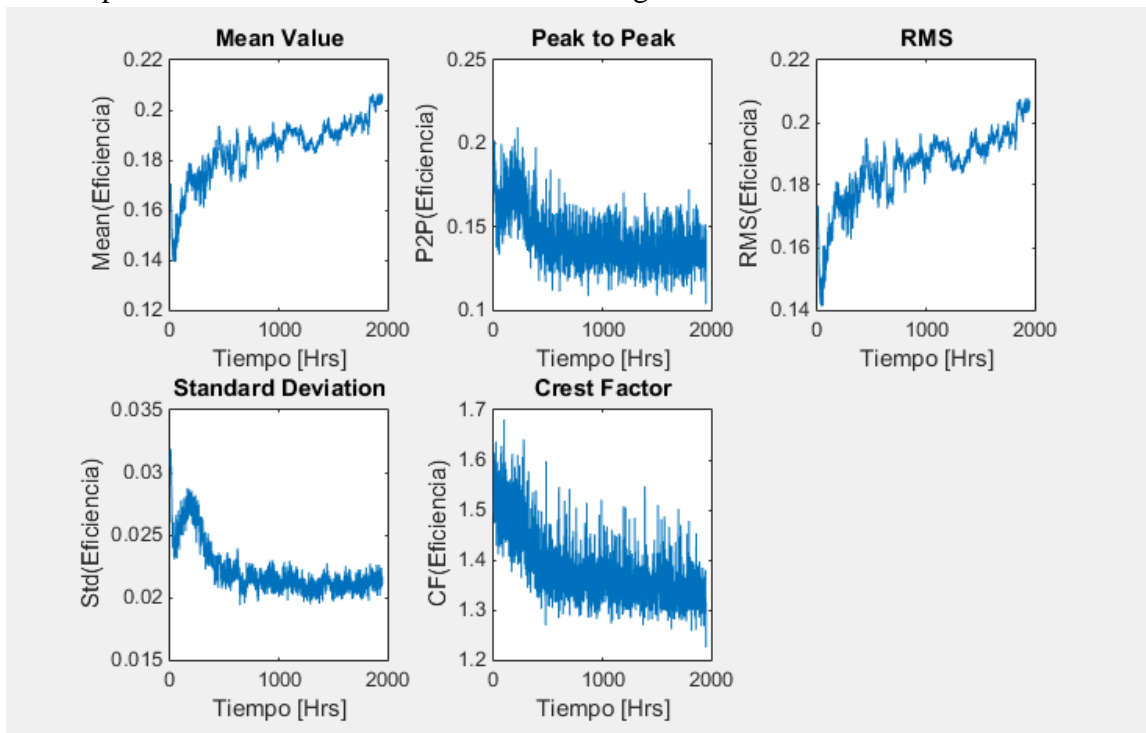 Mean Value
0.22
0.2
0.18
0.16
0.14
0.12
Mean(Eficiencia)
0
1000
2000
Tiempo [Hrs]
Peak to Peak
0.25
0.2
0.15
0.1
P2P(Eficiencia)
0
1000
2000
Tiempo [Hrs]
RMS
0.22
0.2
0.18
0.16
0.14
RMS(Eficiencia)
0
1000
2000
Tiempo [Hrs]
Standard Deviation
0.035
0.03
0.025
0.02
0.015
Std(Eficiencia)
0
1000
2000
Tiempo [Hrs]
Crest Factor
1.7
1.6
1.5
1.4
1.3
1.2
CF(Eficiencia)
0
1000
2000
Tiempo [Hrs]